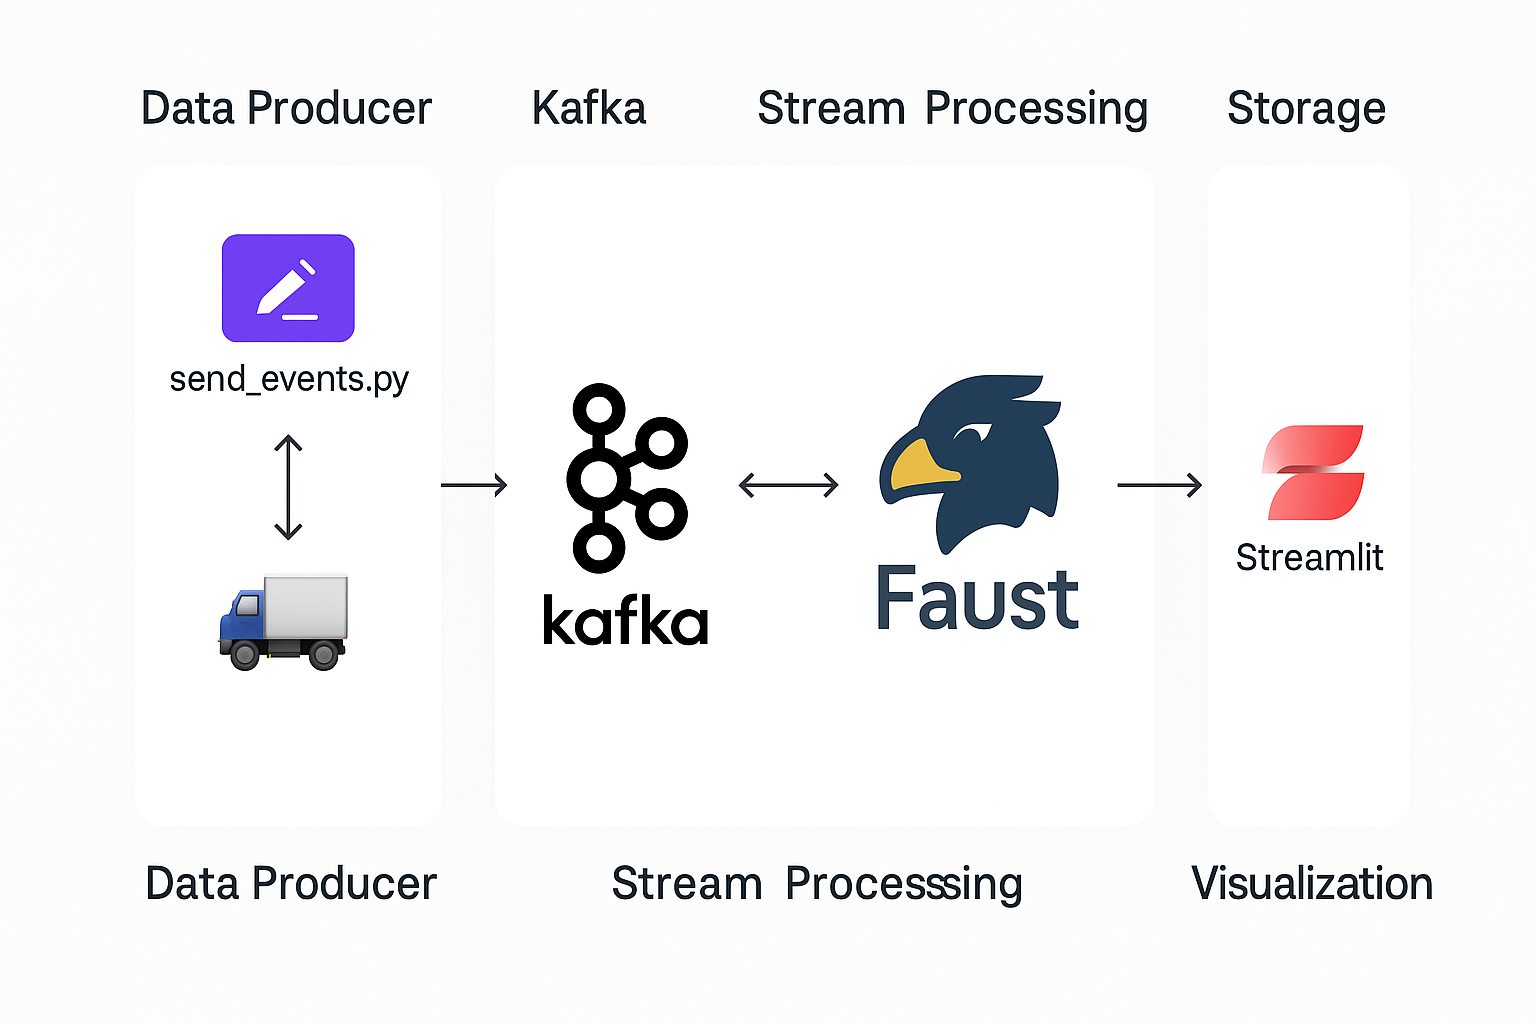 Data Producer
Kafka
Stream Processing
Storage
send_events.py
kafka
Faust
Streamlit
Data Producer
Stream Processsing
Visualization